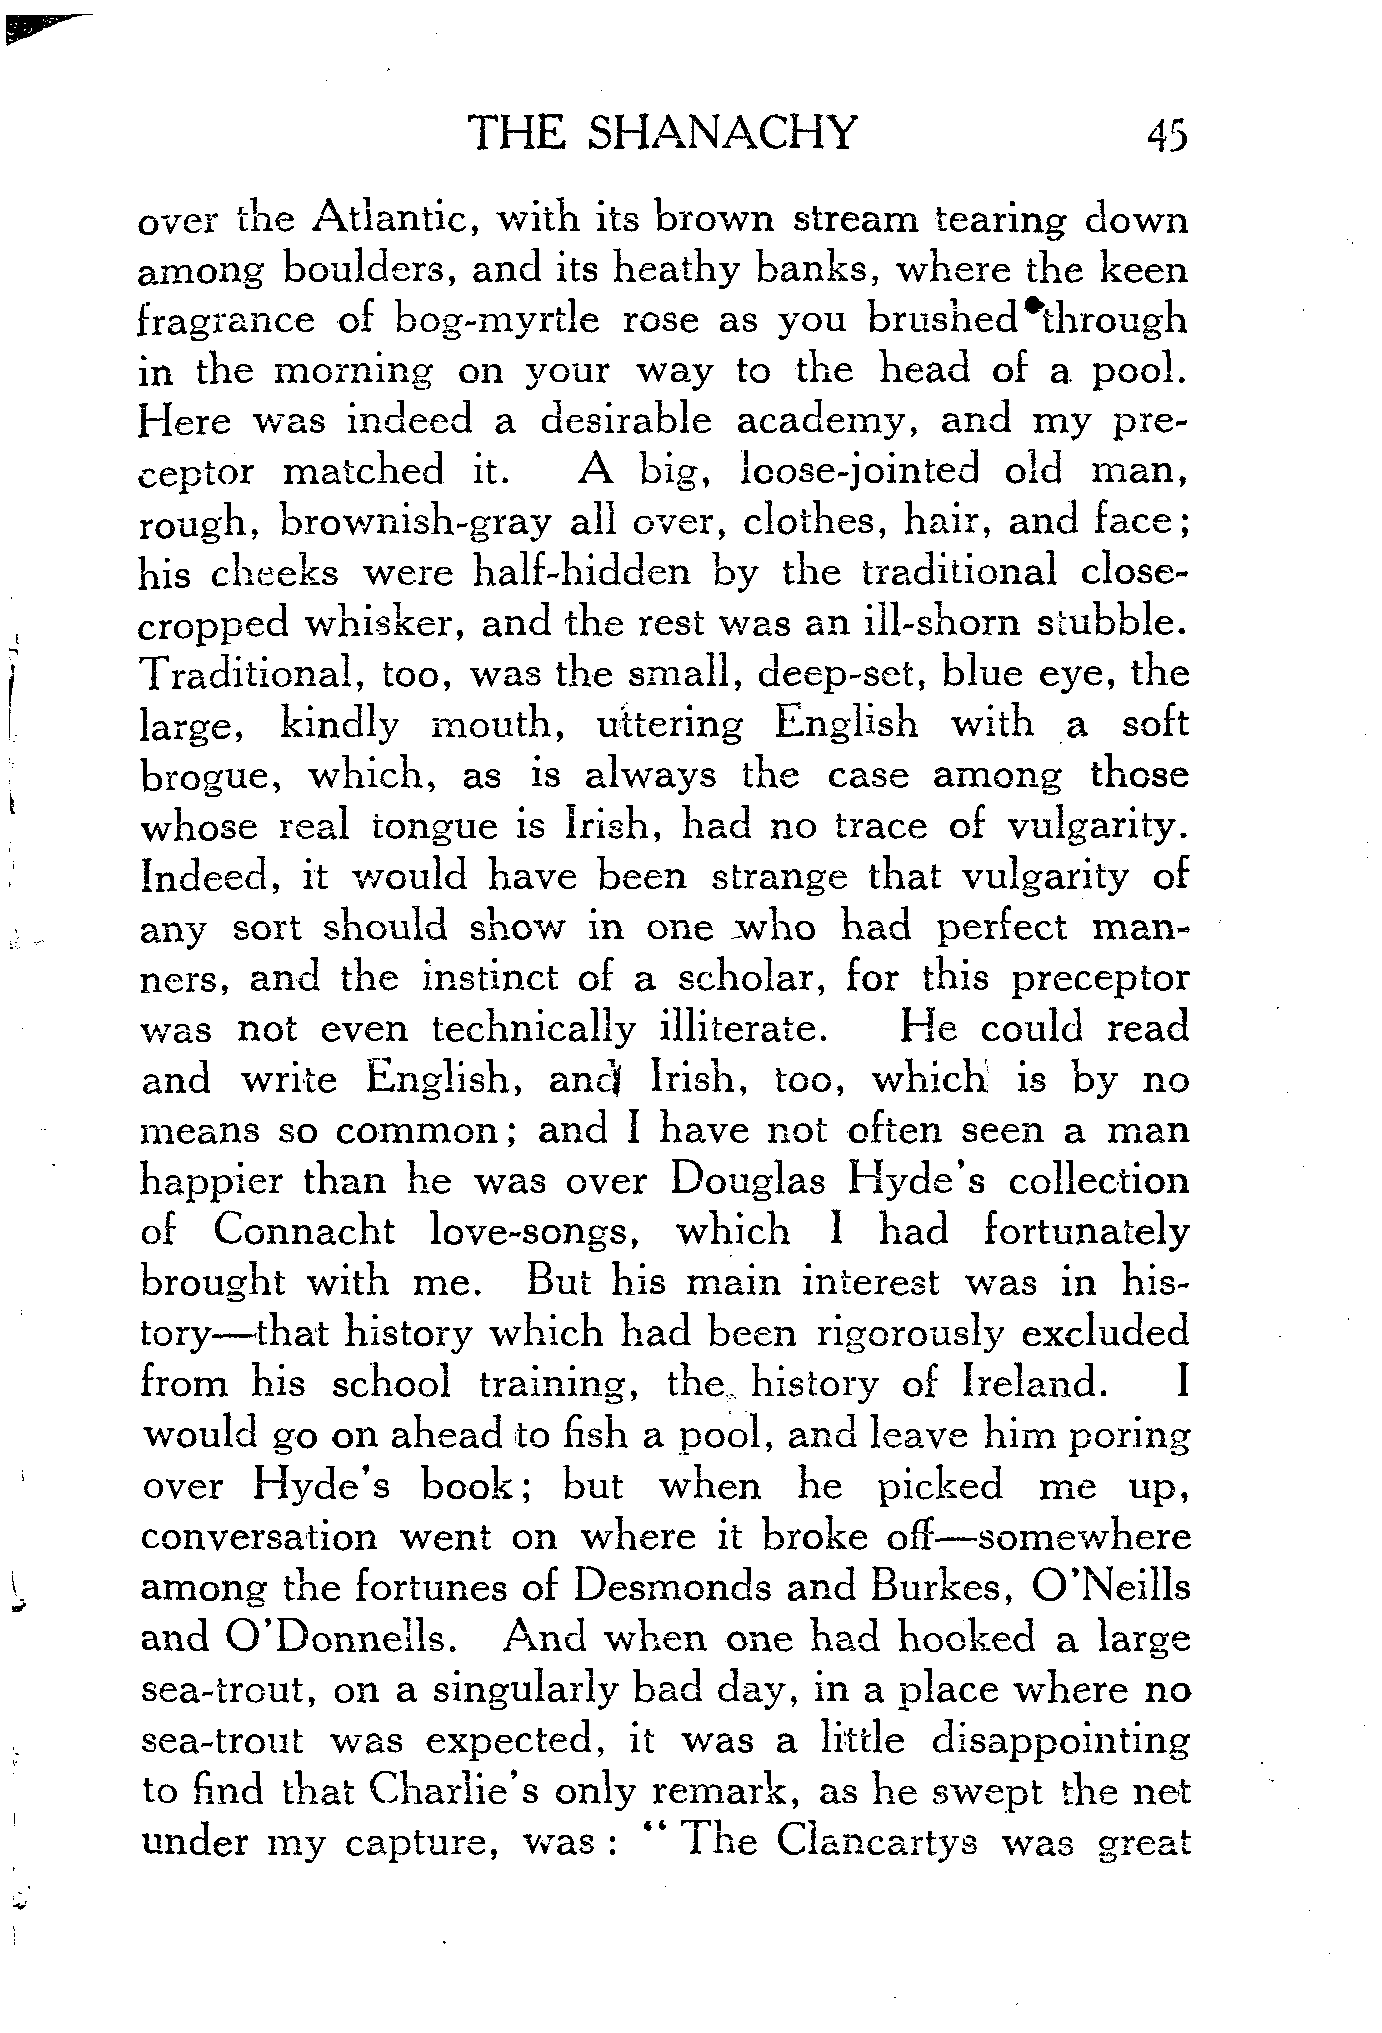 THE SHANACHY 45
over the Atlantic, with its brown stream tearing down
among boulders, and its heathy banks, where the keen
fragrance of bog-myrtle rose as you brushed through
in the morning on your way to the head of a pool.
Here was indeed a desirable academy, and my pre-
ceptor matched it. A big, loose-jointed old man,
rough, brownish-gray all over, clothes, hair, and face;
his cheeks were half-hidden by the traditional close-
cropped whisker, and the rest was an ill-shorn stubble.
Traditional, too, was the small, deep-set, blue eye, the
large, kindly mouth, uttering English with a soft
brogue, which, as is always the case among those
whose real tongue is Irish, had no trace of vulgarity.
Indeed, it would have been strange that vulgarity of
any sort should show in one who had perfect man-
ners, and the instinct of a scholar, for this preceptor
was not even technically illiterate. He could read
and write English, and Irish, too, which is by no
means so common; and I have not often seen a man
happier than he was over Douglas Hyde's collection
of Connacht love-songs, which I had fortunately
brought with me. But his main interest was in his-
tory—that history which had been rigorously excluded
from his school training, the history of Ireland. I
would go on ahead to fish a pool, and leave him poring
over Hyde's book; but when he picked me up,
conversation went on where it broke off—somewhere
among the fortunes of Desmonds and Burkes, O'Neills
and O'Donnells. And when one had hooked a large
sea-trout, on a singularly bad day, in a place where no
sea-trout was expected, it was a little disappointing
to find that Charlie's only remark, as he swept the net
under my capture, was: "The Clancartys was great